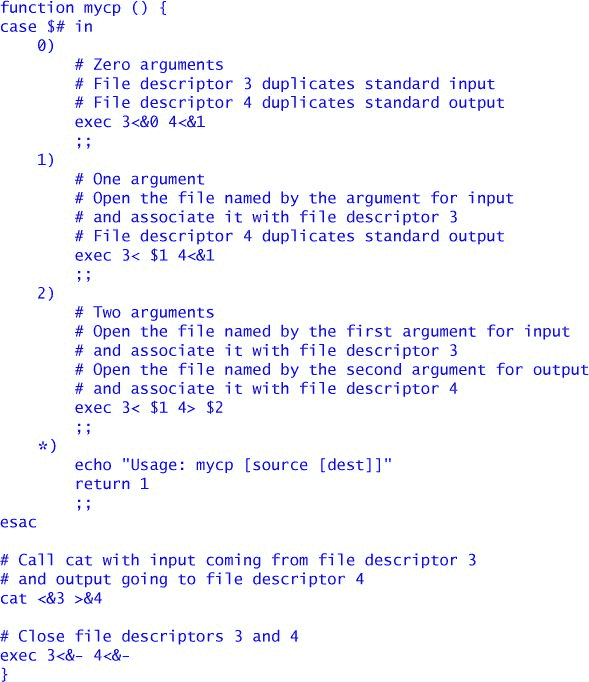 function mycp () {
case $# in
    0)
        # Zero arguments
        # File descriptor 3 duplicates standard input
        # File descriptor 4 duplicates standard output
        exec 3<&0 4<&1
        ;;
    1)
        # One argument
        # Open the file named by the argument for input
        # and associate it with file descriptor 3
        # File descriptor 4 duplicates standard output
        exec 3< $1 4<&1
        ;;
    2)
        # Two arguments
        # Open the file named by the first argument for input
        # and associate it with file descriptor 3
        # Open the file named by the second argument for output
        # and associate it with file descriptor 4
        exec 3< $1 4> $2
        ;;
    *)
        echo "Usage: mycp [source [dest]]"
        return 1
        ;;
esac

# Call cat with input coming from file descriptor 3
# and output going to file descriptor 4
cat <&3 >&4

# Close file descriptors 3 and 4
exec 3<&- 4<&-
}